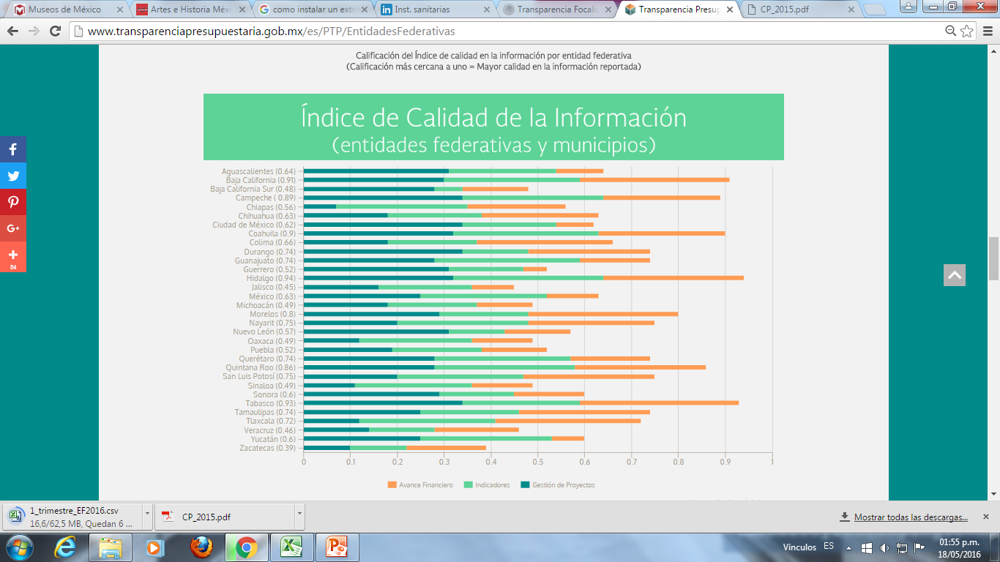 Museos de México
Artes e Historia Méxi
como instalar un extr
Inst. sanitarias
Transparencia Focaliz
Transparencia Presup
CP_2015.pdf
www.transparenciapresupuestaria.gob.mx/es/PTP/EntidadesFederativas
Calificación del Índice de calidad en la información por entidad federativa
(Calificación más cercana a uno = Mayor calidad en la información reportada)
Índice de Calidad de la Información
(entidades federativas y municipios)
Aguascalientes (0.64)
Baja California (0.91)
Baja California Sur (0.48)
Campeche ( 0.89)
Chiapas (0.56)
Chihuahua (0.63)
Ciudad de México (0.62)
Coahuila (0.9)
Colima (0.66)
Durango (0.74)
Guanajuato (0.74)
Guerrero (0.52)
Hidalgo (0.94)
Jalisco (0.45)
México (0.63)
Michoacán (0.49)
Morelos (0.8)
Nayarit (0.75)
Nuevo León (0.57)
Oaxaca (0.49)
Puebla (0.52)
Querétaro (0.74)
Quintana Roo (0.86)
San Luis Potosí (0.75)
Sinaloa (0.49)
Sonora (0.6)
Tabasco (0.93)
Tamaulipas (0.74)
Tlaxcala (0.72)
Veracruz (0.46)
Yucatán (0.6)
Zacatecas (0.39)
0 0.1 0.2 0.3 0.4 0.5 0.6 0.7 0.8 0.9 1
Avance Financiero Indicadores Gestión de Proyectos
84
1_trimestre_EF2016.csv
16,6/62,5 MB, Quedan 6 ...
CP_2015.pdf
Mostrar todas las descargas...
Vínculos ES
01:55 p.m.
18/05/2016